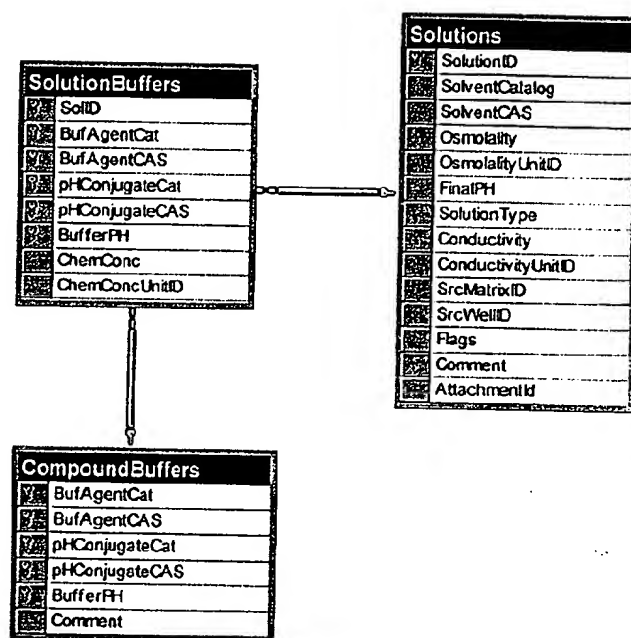 SolutionBuffers
SolID
BufAgentCat
BufAgentCAS
pHConjugateCat
pHConjugateCAS
BufferPH
ChemConc
ChemConcUnitID
Solutions
SolutionID
SolventCatalog
SolventCAS
Osmolality
OsmolalityUnitID
FinalPH
SolutionType
Conductivity
ConductivityUnitID
SrcMatrixID
SrcWellID
Flags
Comment
AttachmentId
CompoundBuffers
BufAgentCat
BufAgentCAS
pHConjugateCat
pHConjugateCAS
BufferPH
Comment